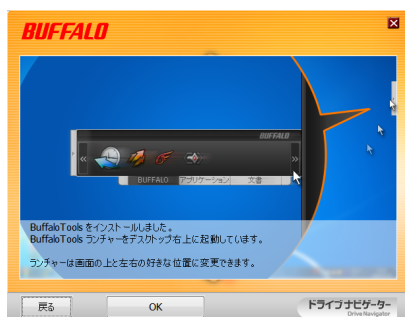 BUFFALO
BUFFALO
BUFFALO アプリケーション 文書
BuffaloTools をインストールしました。
BuffaloTools ランチャーをデスクトップ右上に起動しています。
ランチャーは画面の上と左右の好きな位置に変更できます。
戻る OK ドライブナビゲーター
Drive Navigator